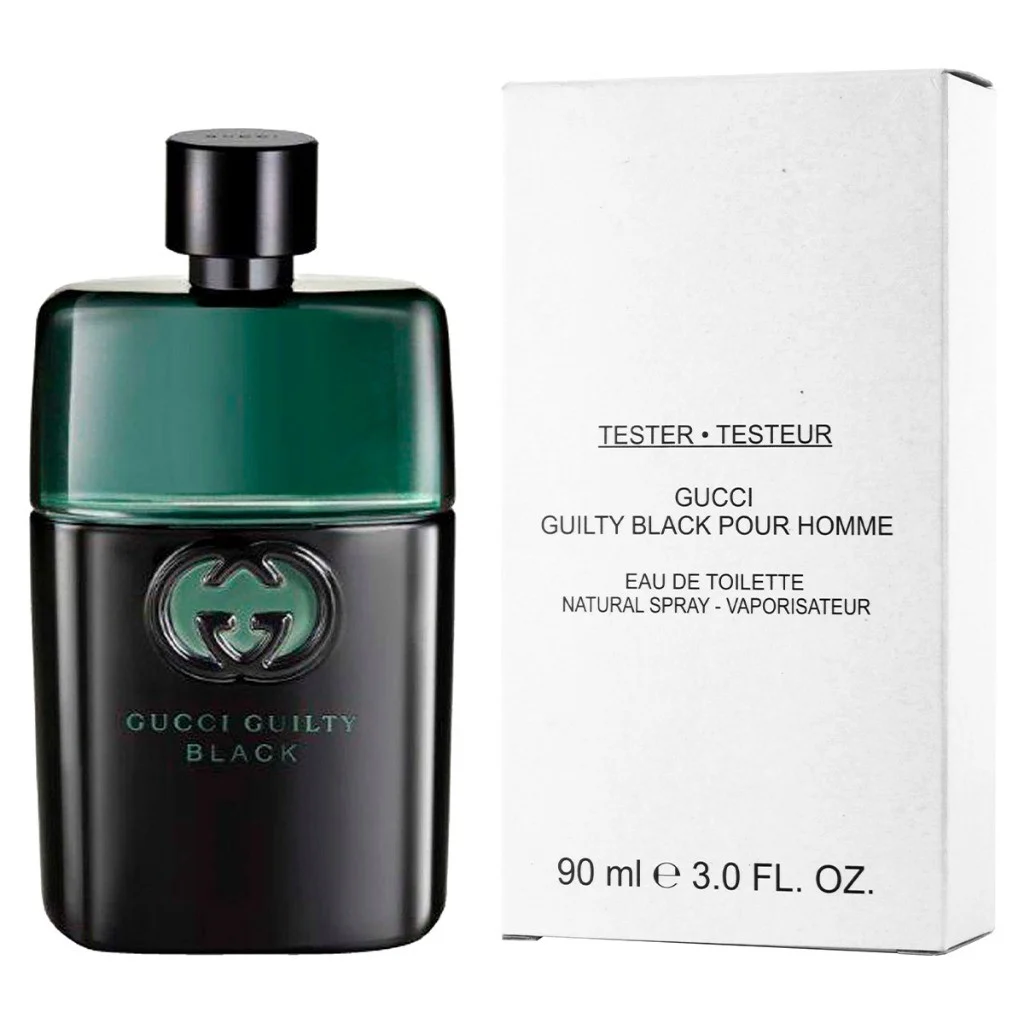 GUCCI
GUCCI GUILTY
BLACK
TESTER • TESTEUR
GUCCI
GUILTY BLACK POUR HOMME
EAU DE TOILETTE
NATURAL SPRAY - VAPORISATEUR
90 ml ℮ 3.0 FL. OZ.